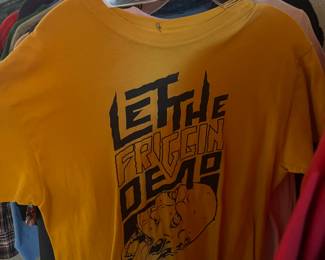 LET THE
FRIGGIN
DEAD